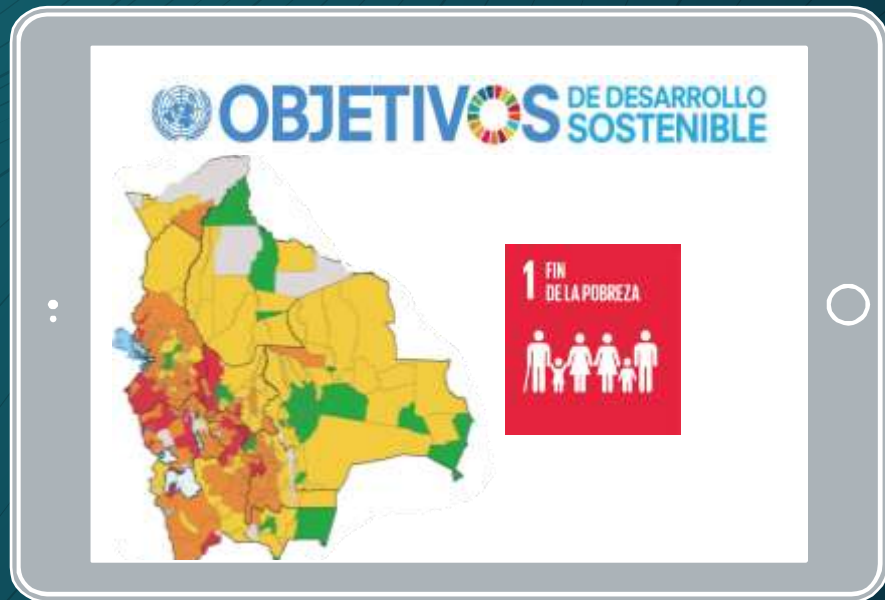 OBJETIVOS DE DESARROLLO
SOSTENIBLE
1 FIN
DE LA POBREZA